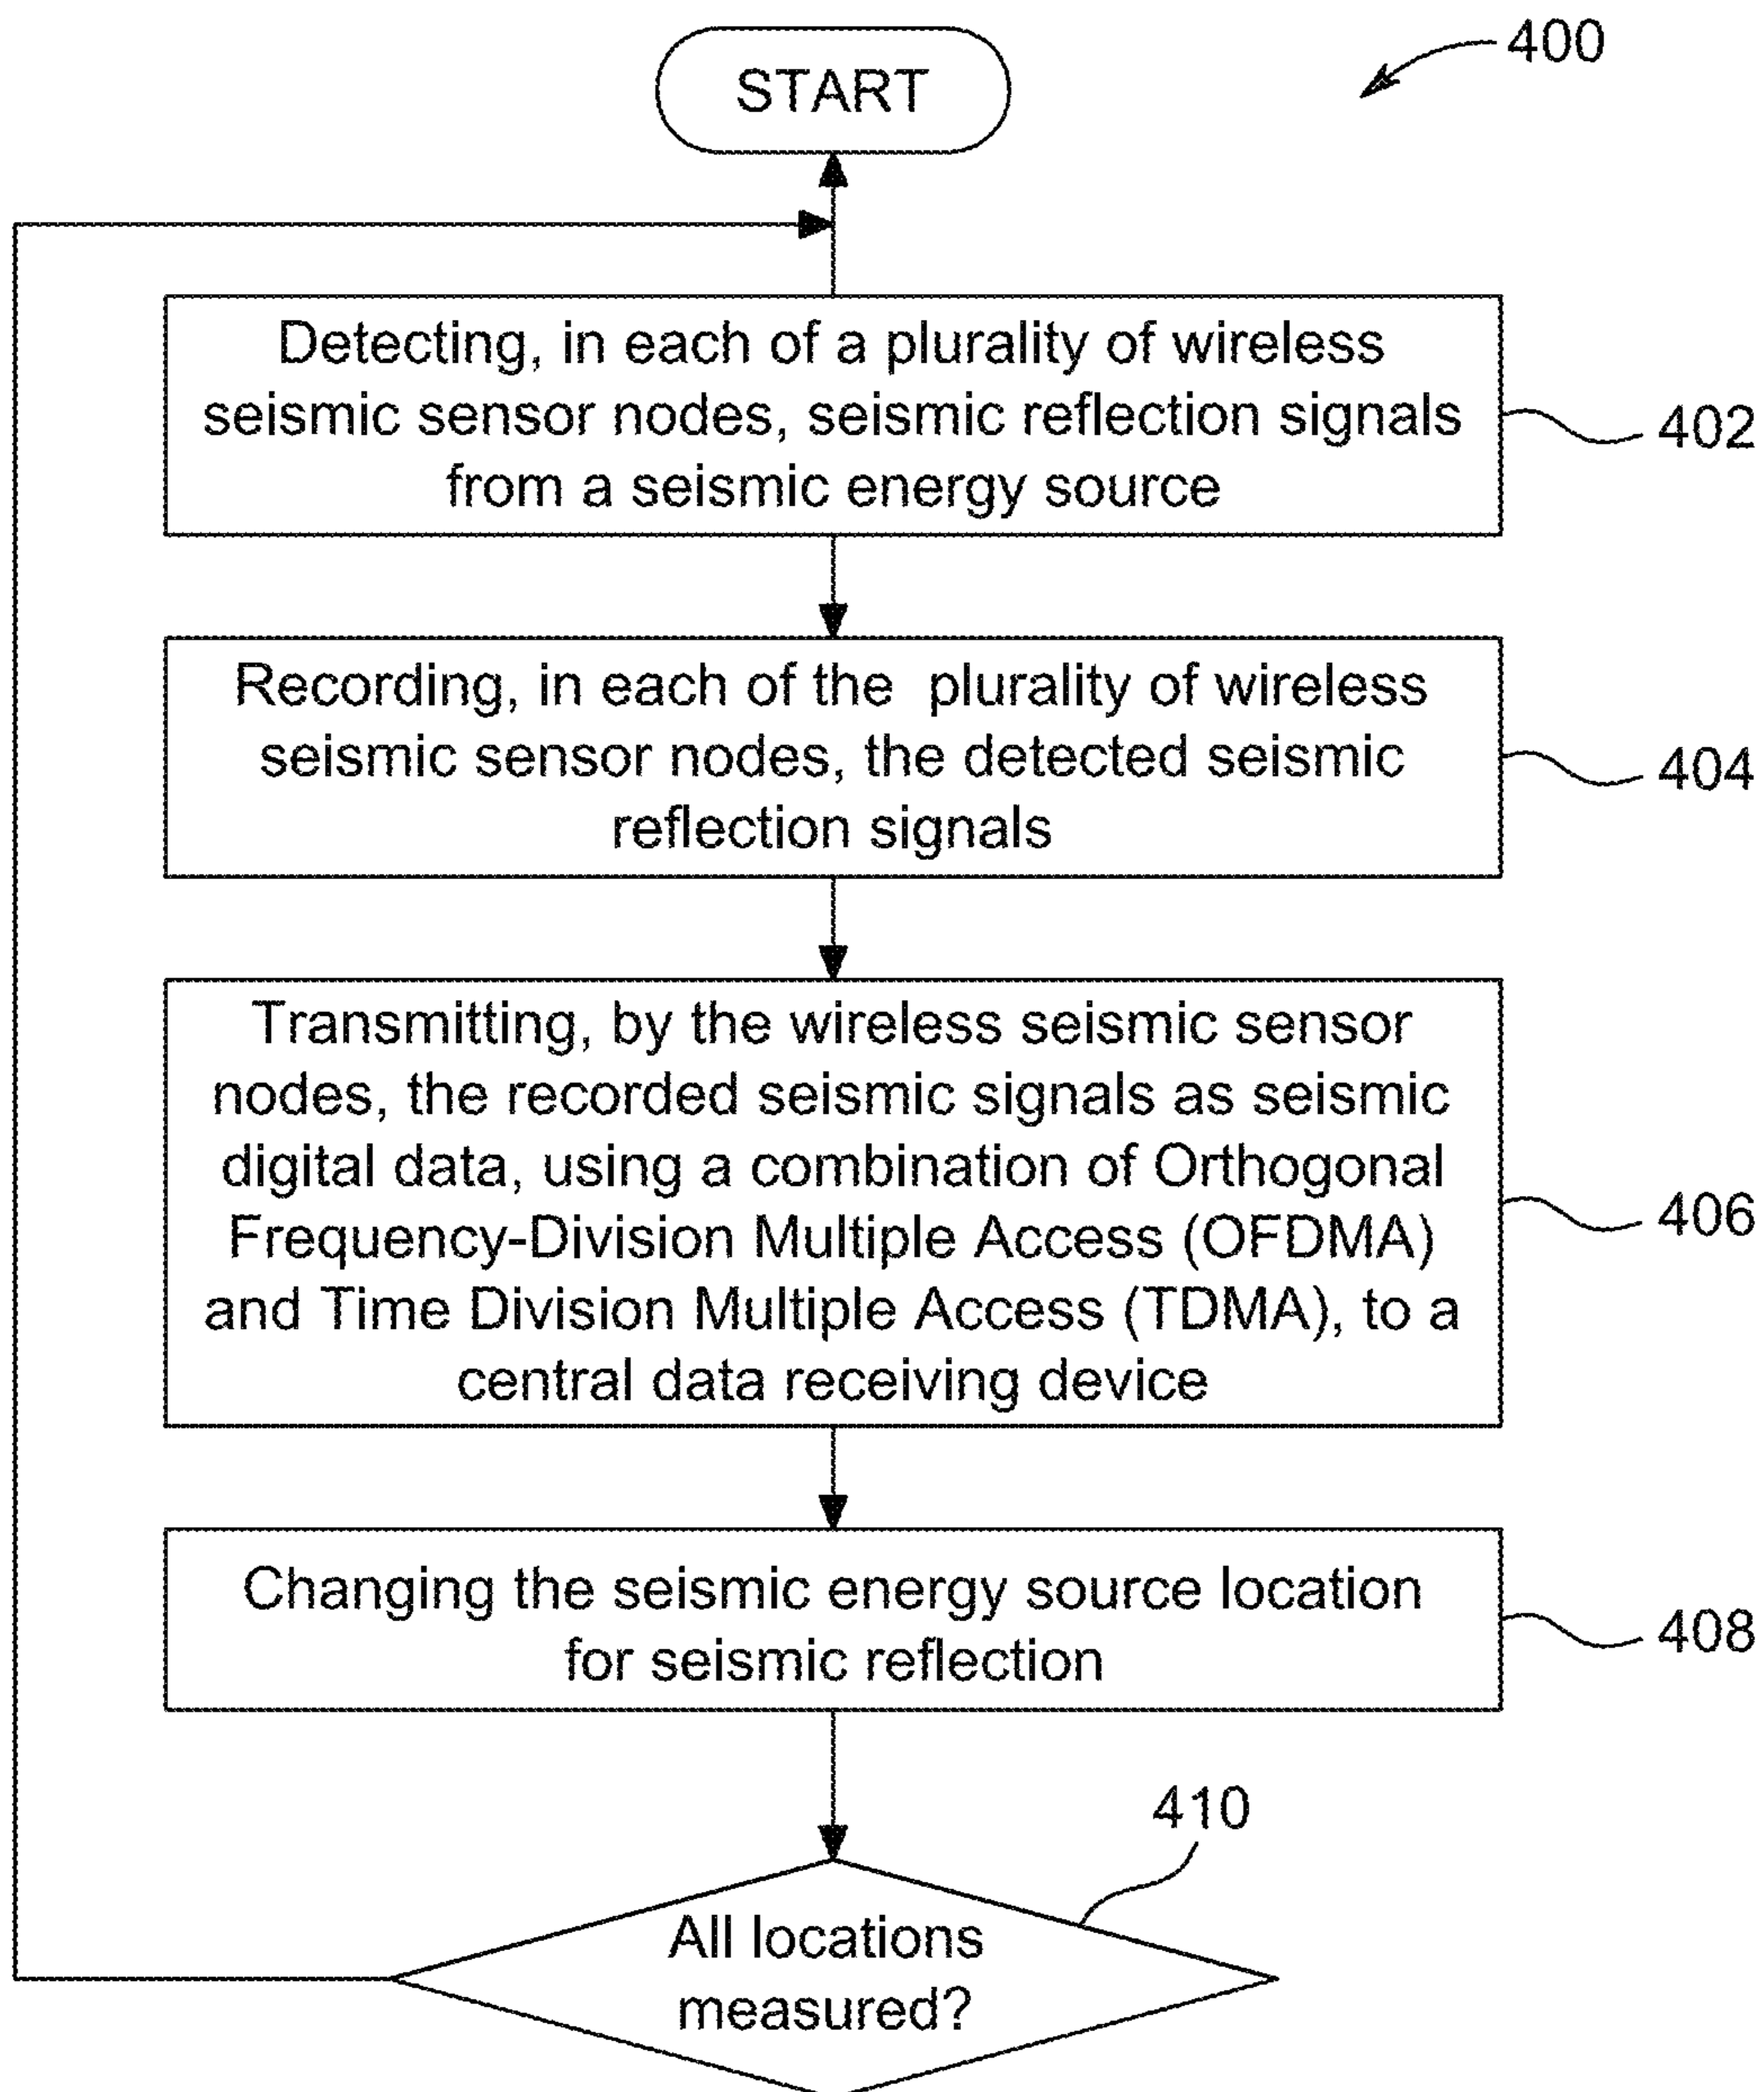 400
START
Detecting, in each of a plurality of wireless
seismic sensor nodes, seismic reflection signals
from a seismic energy source
402
Recording, in each of the plurality of wireless
seismic sensor nodes, the detected seismic
reflection signals
404
Transmitting, by the wireless seismic sensor
nodes, the recorded seismic signals as seismic
digital data, using a combination of Orthogonal
Frequency-Division Multiple Access (OFDMA)
and Time Division Multiple Access (TDMA), to a
central data receiving device
406
Changing the seismic energy source location
for seismic reflection
408
410
All locations
measured?